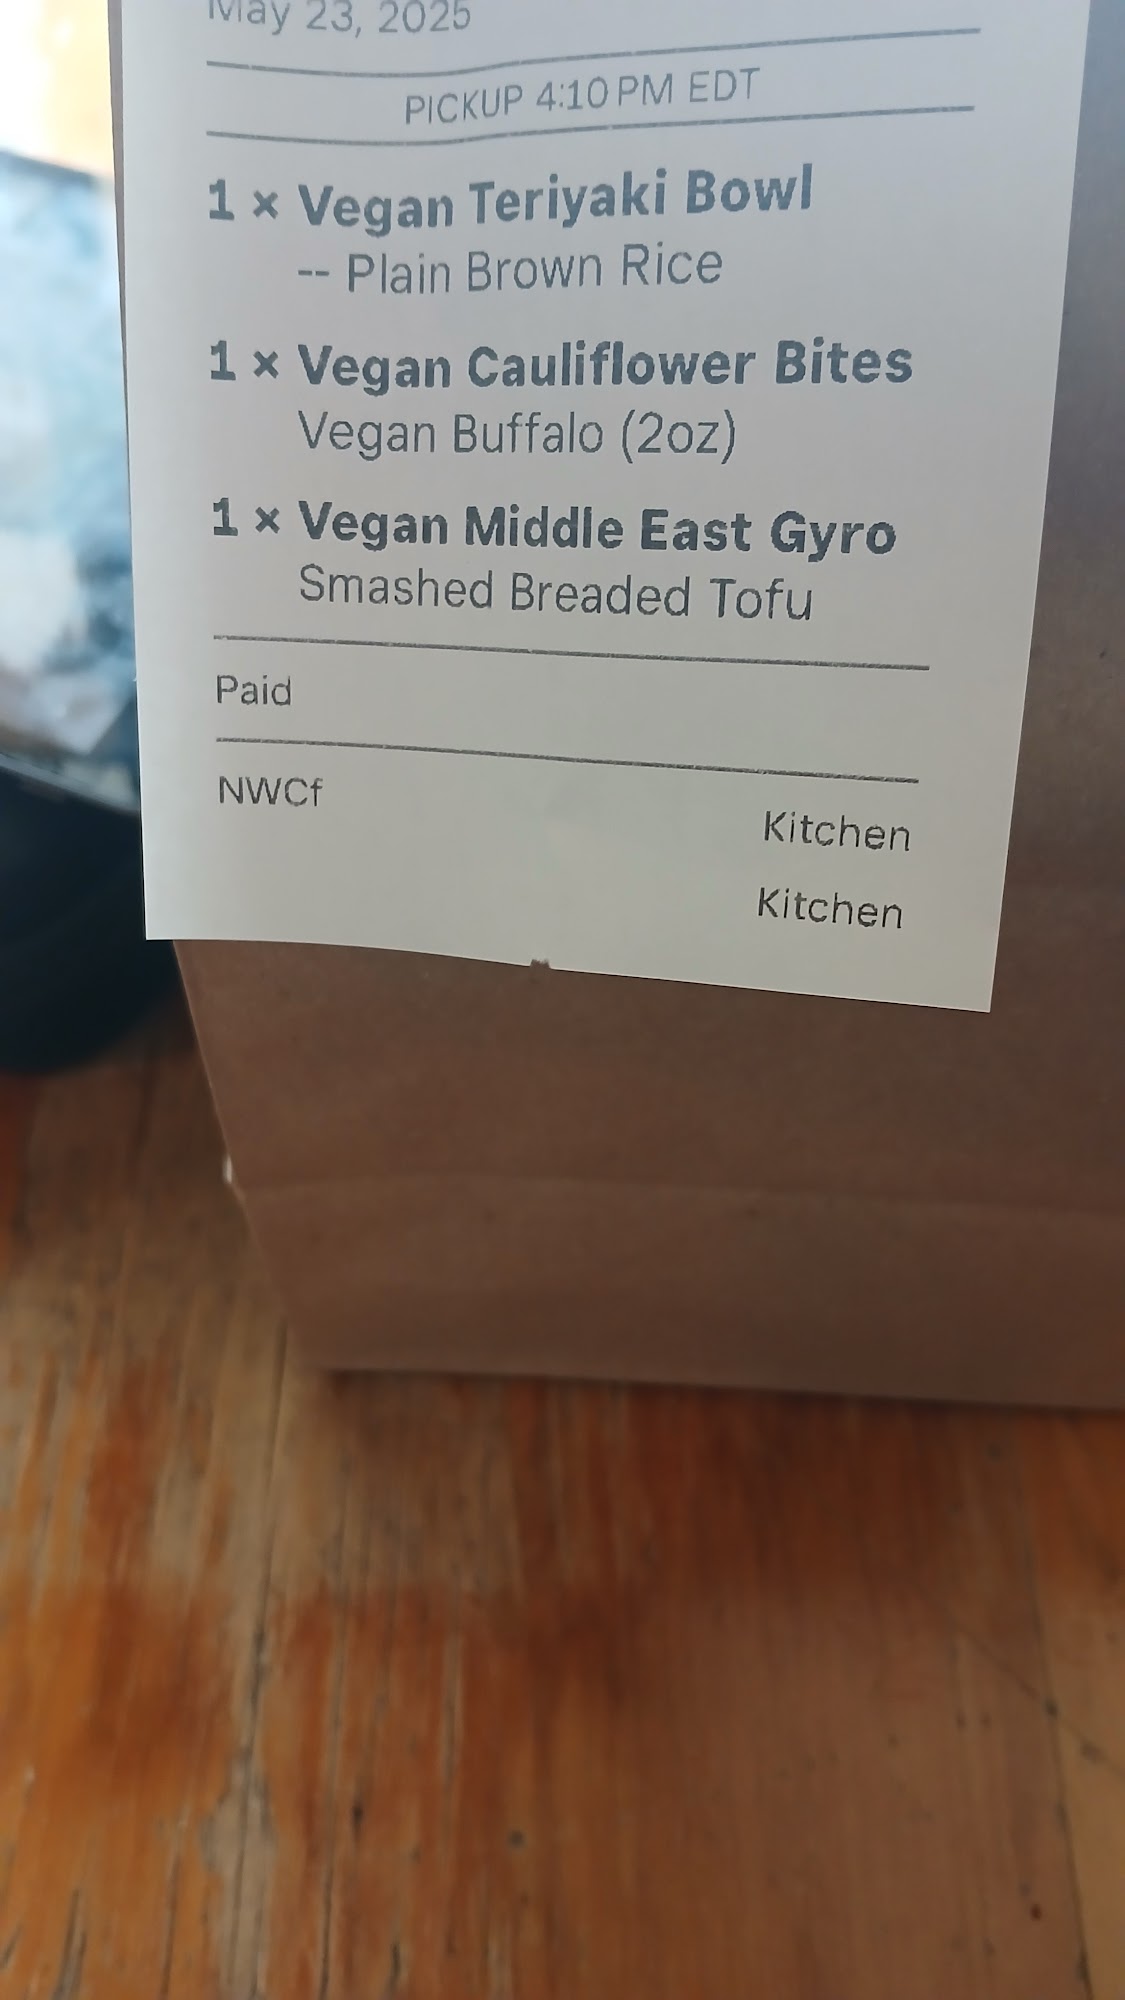 May 23, 2025
PICKUP 4:10 PM EDT
1 × Vegan Teriyaki Bowl
-- Plain Brown Rice
1 × Vegan Cauliflower Bites
Vegan Buffalo (2oz)
1 × Vegan Middle East Gyro
Smashed Breaded Tofu
Paid
NWCf
Kitchen
Kitchen